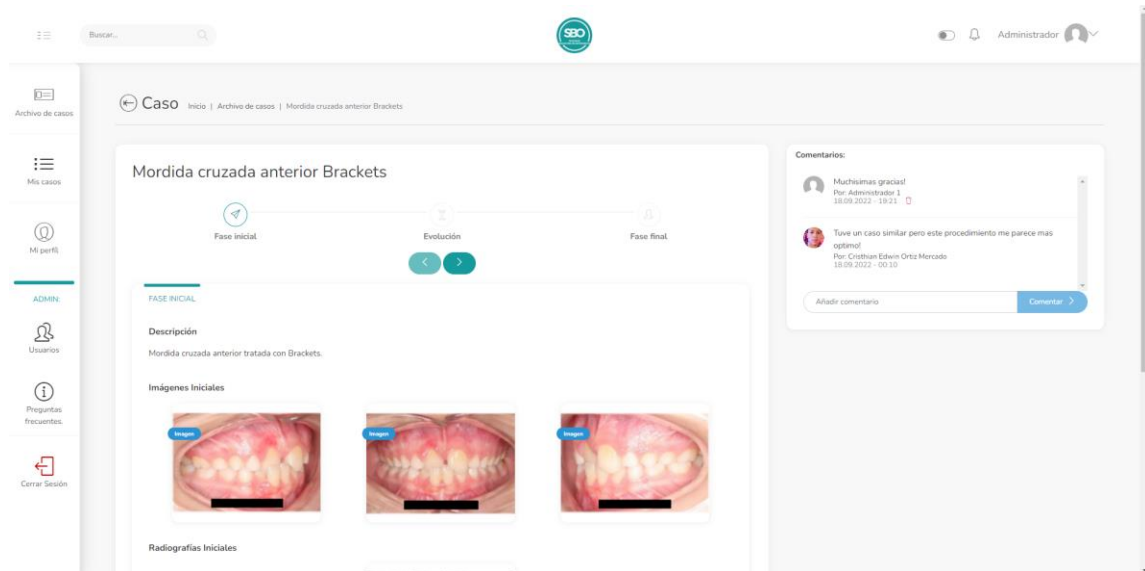 Buscar...
SBO
Administrador
Archivo de casos
Mis casos
Mi perfil
ADMIN:
Usuarios
Preguntas
frecuentes.
Cerrar Sesión
Caso
Inicio | Archivo de casos | Mordida cruzada anterior Brackets
Mordida cruzada anterior Brackets
Fase inicial
Evolución
Fase final
FASE INICIAL
Descripción
Mordida cruzada anterior tratada con Brackets.
Imágenes Iniciales
Imagen
Imagen
Imagen
Radiografías Iniciales
Comentarios:
Muchisimas gracias!
Por: Administrador 1
18.09.2022 - 19:21
Tuve un caso similar pero este procedimiento me parece mas
optimo!
Por: Cristhian Edwin Ortiz Mercado
18.09.2022 - 00:10
Añadir comentario
Comentar